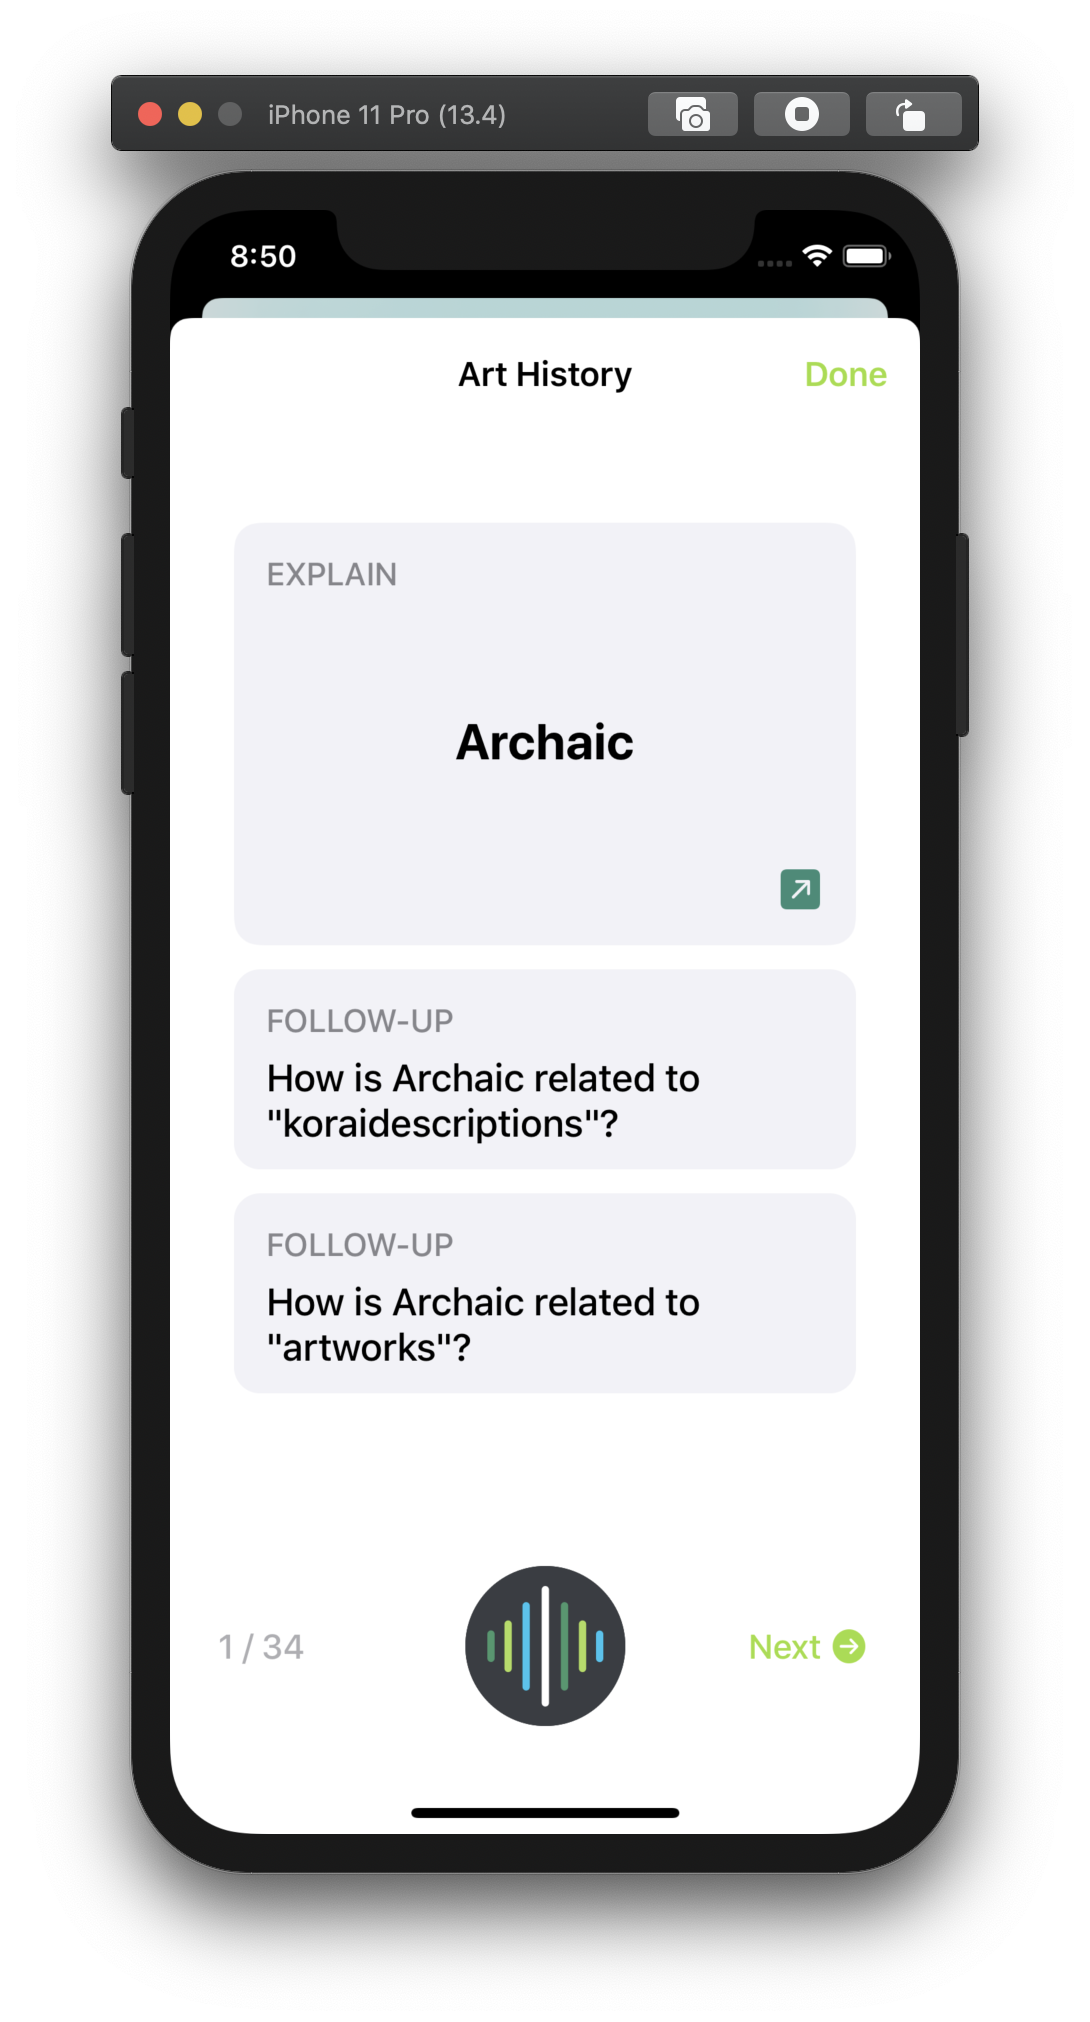 iPhone 11 Pro (13.4)
8:50
Art History
Done
EXPLAIN
Archaic
FOLLOW-UP
How is Archaic related to
"koraidescriptions"?
FOLLOW-UP
How is Archaic related to
"artworks"?
1 / 34
Next